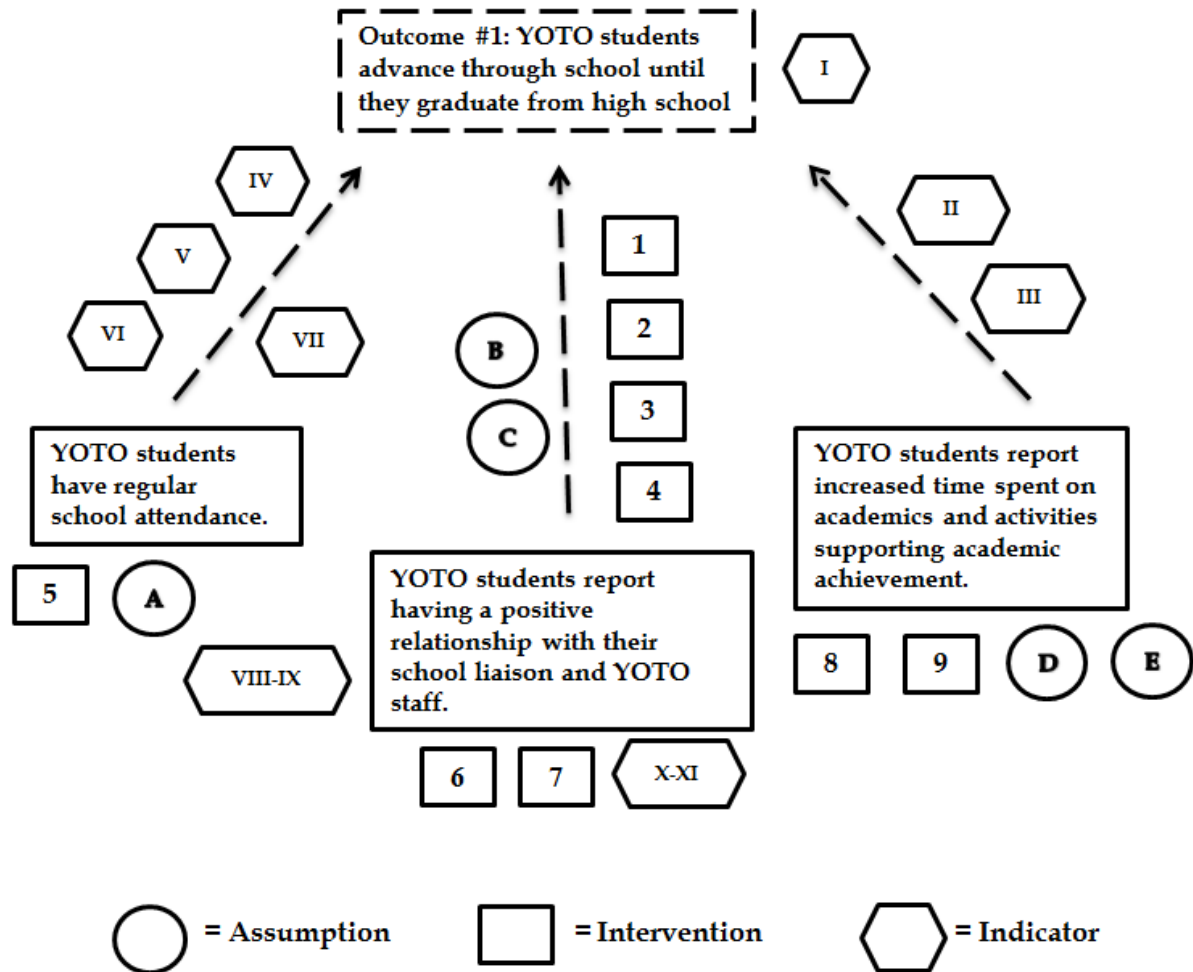 Outcome #1: YOTO students
advance through school until
they graduate from high school
I
IV
V
VI
VII
II
III
1
2
3
4
B
C
YOTO students
have regular
school attendance.
5
A
VIII-IX
YOTO students report
having a positive
relationship with their
school liaison and YOTO
staff.
6
7
X-XI
YOTO students report
increased time spent on
academics and activities
supporting academic
achievement.
8
9
D
E
= Assumption
= Intervention
= Indicator